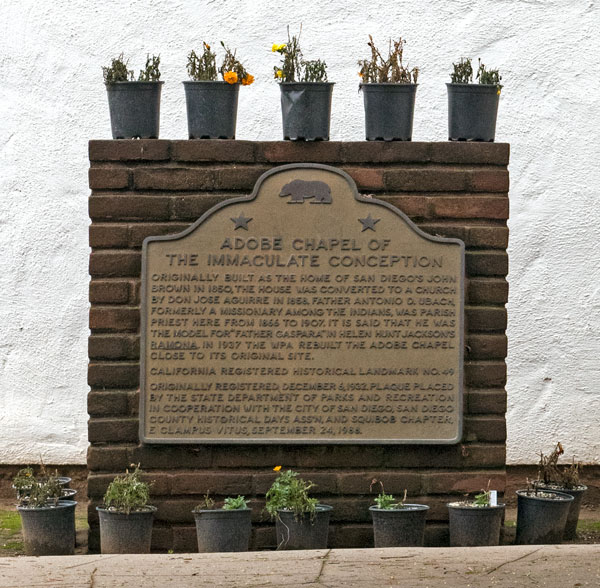 ADOBE CHAPEL OF
THE IMMACULATE CONCEPTION
ORIGINALLY BUILT AS THE HOME OF SAN DIEGO'S JOHN
BROWN IN 1850, THE HOUSE WAS CONVERTED TO A CHURCH
BY DON JOSE AGUIRRE IN 1858. FATHER ANTONIO D. UBACH,
FORMERLY A MISSIONARY AMONG THE INDIANS, WAS PARISH
PRIEST HERE FROM 1866 TO 1907. IT IS SAID THAT HE WAS
THE MODEL FOR "FATHER GASPARA" IN HELEN HUNT JACKSON'S
RAMONA. IN 1937 THE WPA REBUILT THE ADOBE CHAPEL
CLOSE TO ITS ORIGINAL SITE.
CALIFORNIA REGISTERED HISTORICAL LANDMARK NO. 49
ORIGINALLY REGISTERED DECEMBER 6, 1932. PLAQUE PLACED
BY THE STATE DEPARTMENT OF PARKS AND RECREATION
IN COOPERATION WITH THE CITY OF SAN DIEGO, SAN DIEGO
COUNTY HISTORICAL DAYS ASS'N, AND SQUIBOB CHAPTER,
E CLAMPUS VITUS, SEPTEMBER 24, 1988.